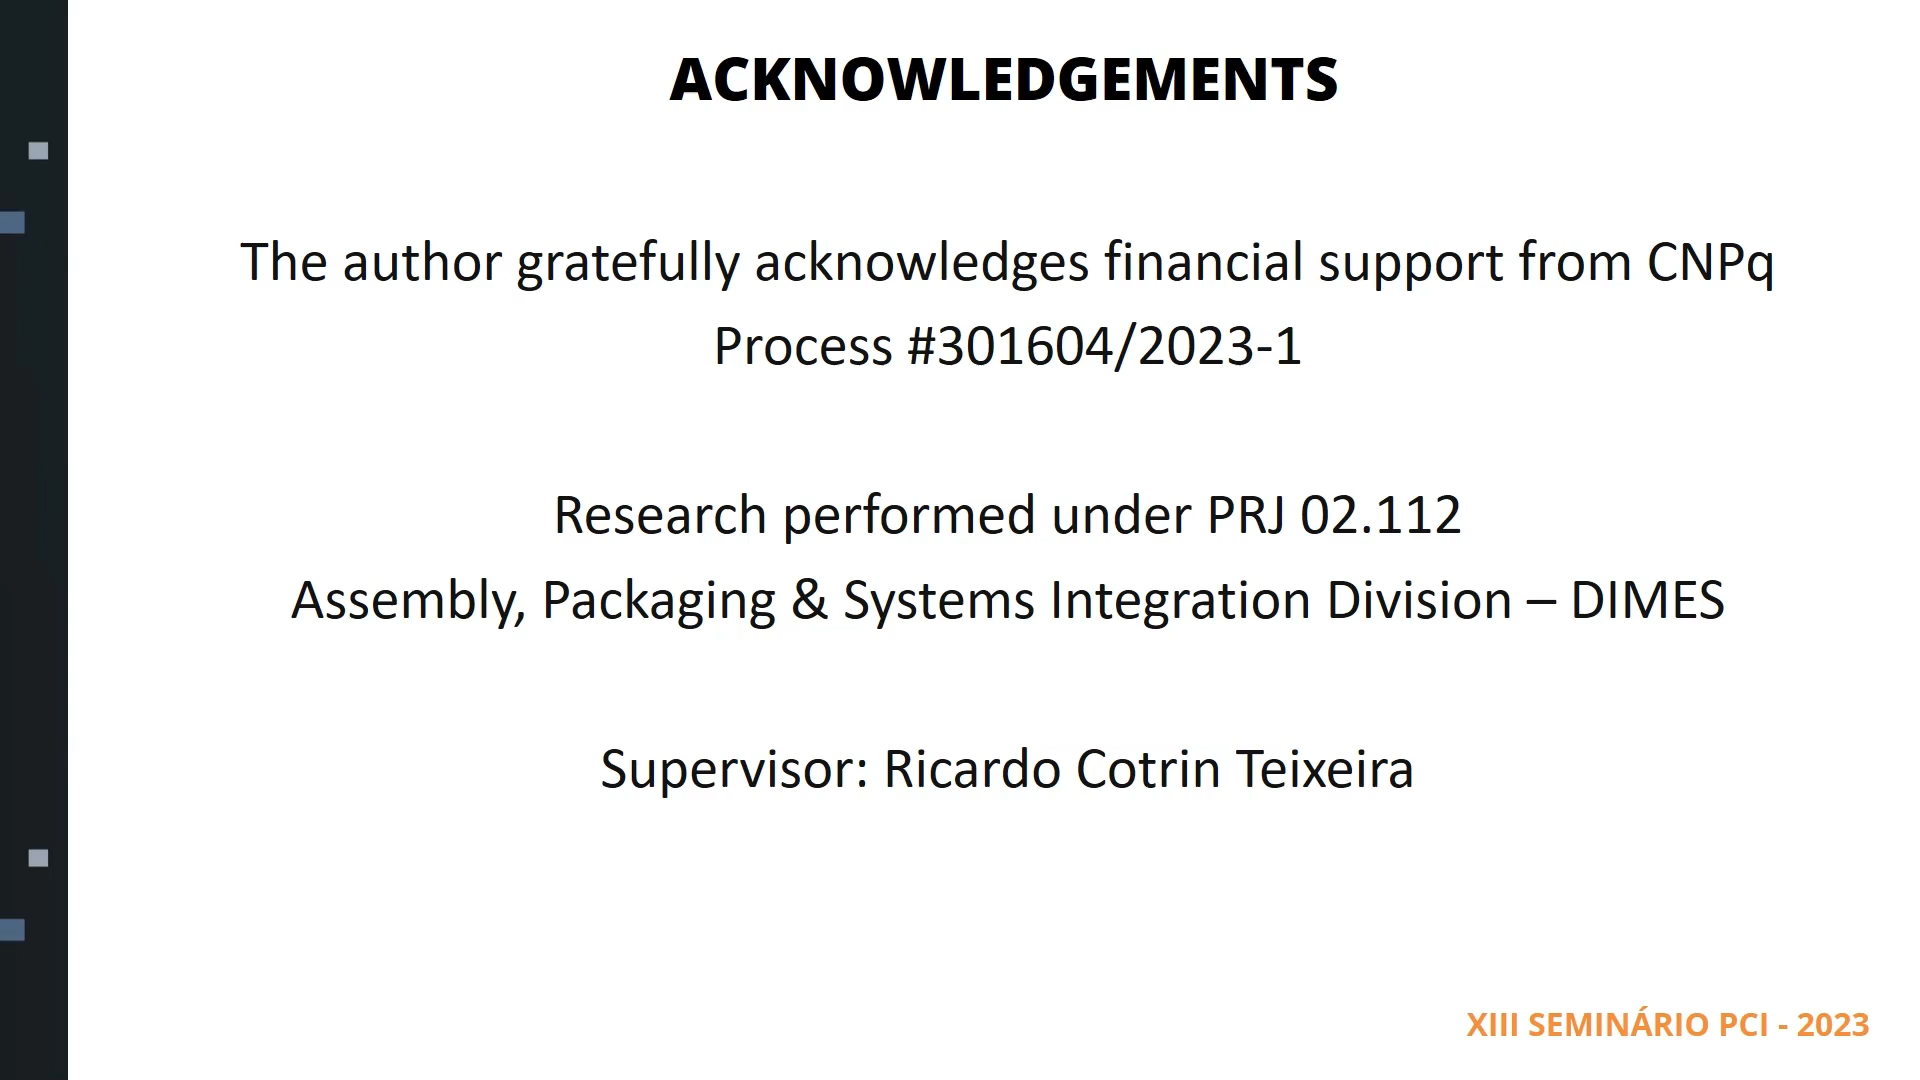 ACKNOWLEDGEMENTS
The author gratefully acknowledges financial support from CNPq
Process #301604/2023-1
Research performed under PRJ 02.112
Assembly, Packaging & Systems Integration Division – DIMES
Supervisor: Ricardo Cotrin Teixeira
XIII SEMINÁRIO PCI - 2023